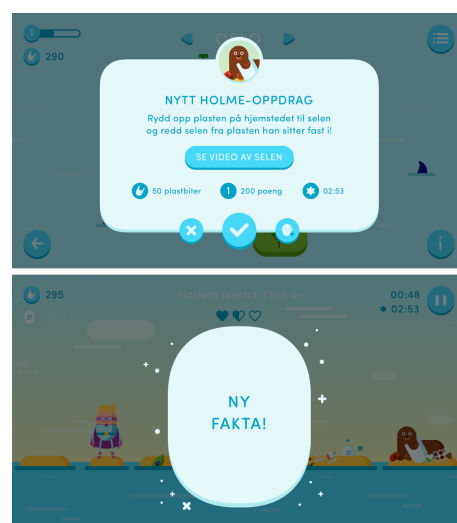 1
290
NYTT HOLME-OPPDRAG
Rydd opp plasten på hjemstedet til selen
og redd selen fra plasten han sitter fast i!
SE VIDEO AV SELEN
50 plastbiter
1 200 poeng
02:53
i
295
Plastens levetid: 1300 år
00:48
02:53
NY
FAKTA!